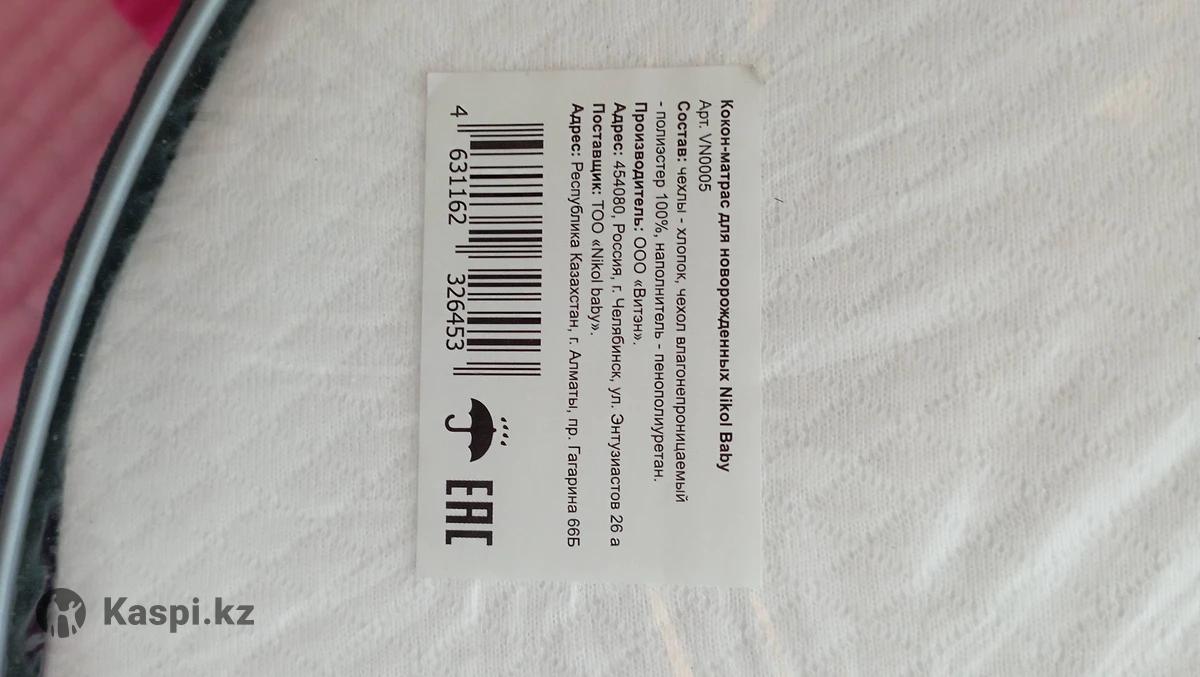 Кокон-матрас для новорожденных Nikol Baby
Арт. VN0005
Состав: чехлы - хлопок, чехол влагонепроницаемый
- полиэстер 100%, наполнитель - пенополиуретан.
Производитель: ООО «Витэн».
Адрес: 454080, Россия, г. Челябинск, ул. Энтузиастов 26 а
Поставщик: ТОО «Nikol baby».
Адрес: Республика Казахстан, г. Алматы, пр. Гагарина 66Б
4 631162 326453
EAC
Kaspi.kz